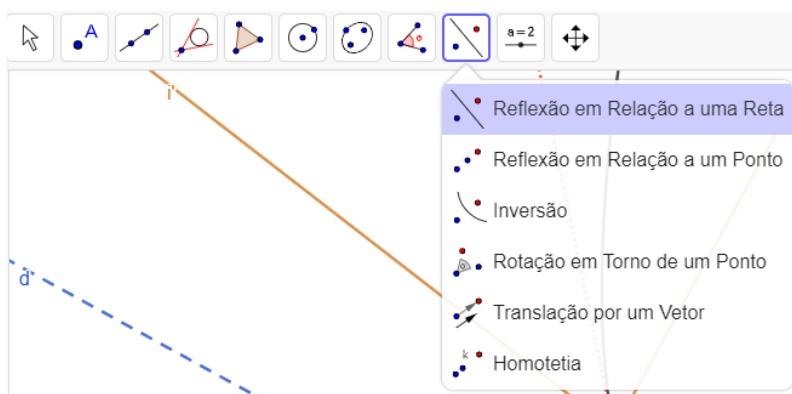 A
α
a = 2
i'
d'
Reflexão em Relação a uma Reta
Reflexão em Relação a um Ponto
Inversão
Rotação em Torno de um Ponto
Translação por um Vetor
k
Homotetia